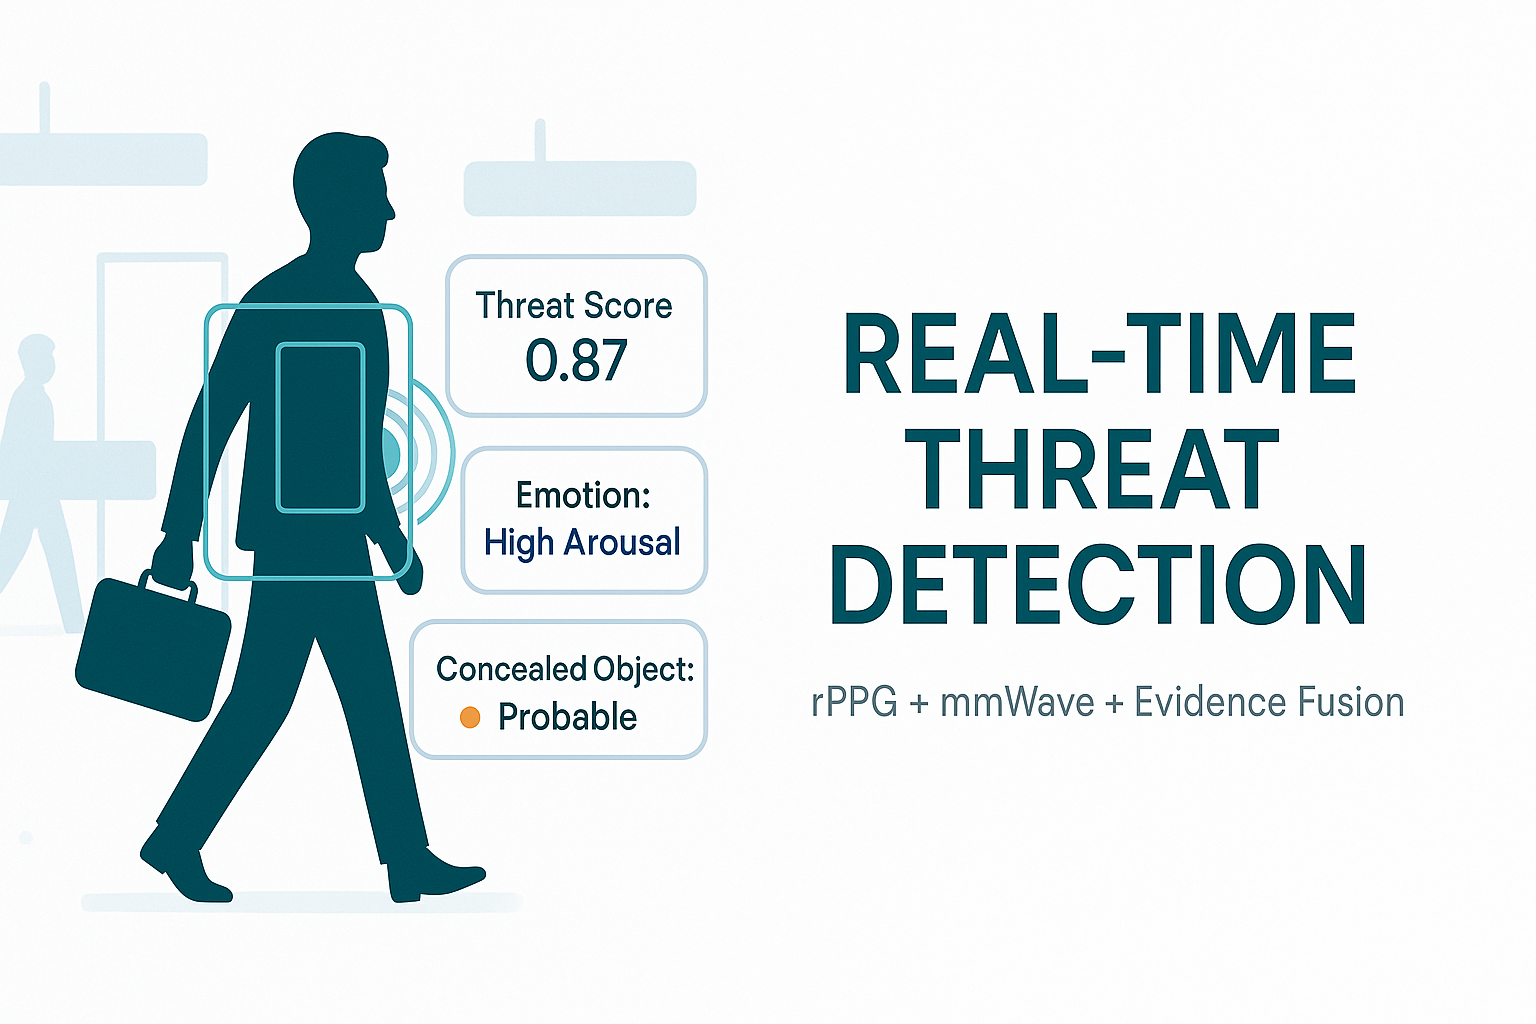 Threat Score
0.87
Emotion:
High Arousal
Concealed Object:
Probable
REAL-TIME
THREAT
DETECTION
rPPG + mmWave + Evidence Fusion